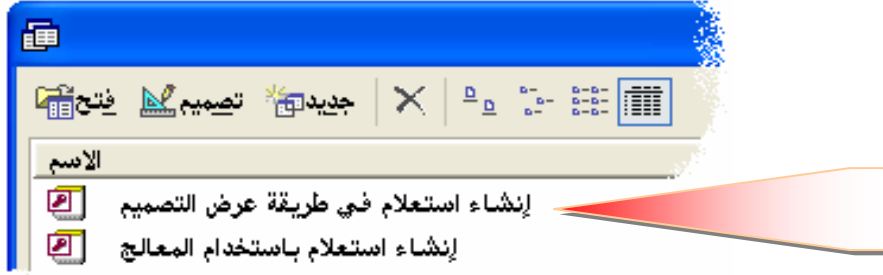 فتح تصميم جديد
الاسم
إنشاء استعلام في طريقة عرض التصميم
إنشاء استعلام باستخدام المعالج